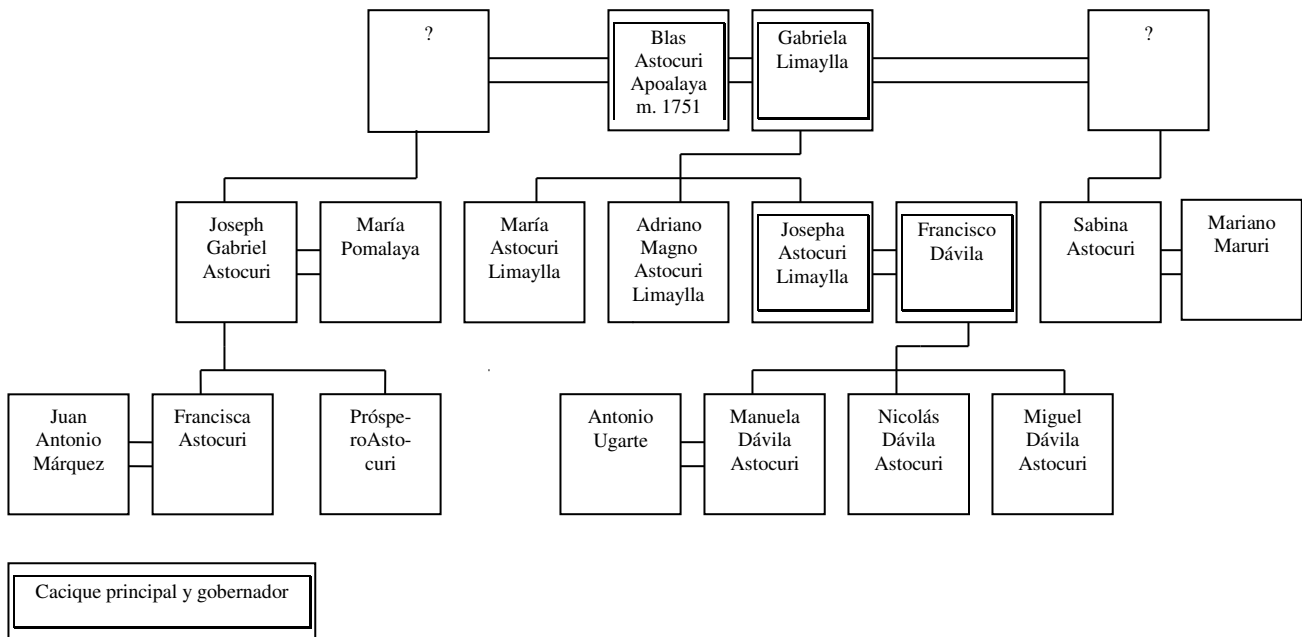 ?
Blas
Astocuri
Apoalaya
m. 1751
Gabriela
Limaylla
?
Joseph
Gabriel
Astocuri
María
Pomalaya
María
Astocuri
Limaylla
Adriano
Magno
Astocuri
Limaylla
Josepha
Astocuri
Limaylla
Francisco
Dávila
Sabina
Astocuri
Mariano
Maruri
Juan
Antonio
Márquez
Francisca
Astocuri
Próspe-
roAsto-
curi
Antonio
Ugarte
Manuela
Dávila
Astocuri
Nicolás
Dávila
Astocuri
Miguel
Dávila
Astocuri
Cacique principal y gobernador